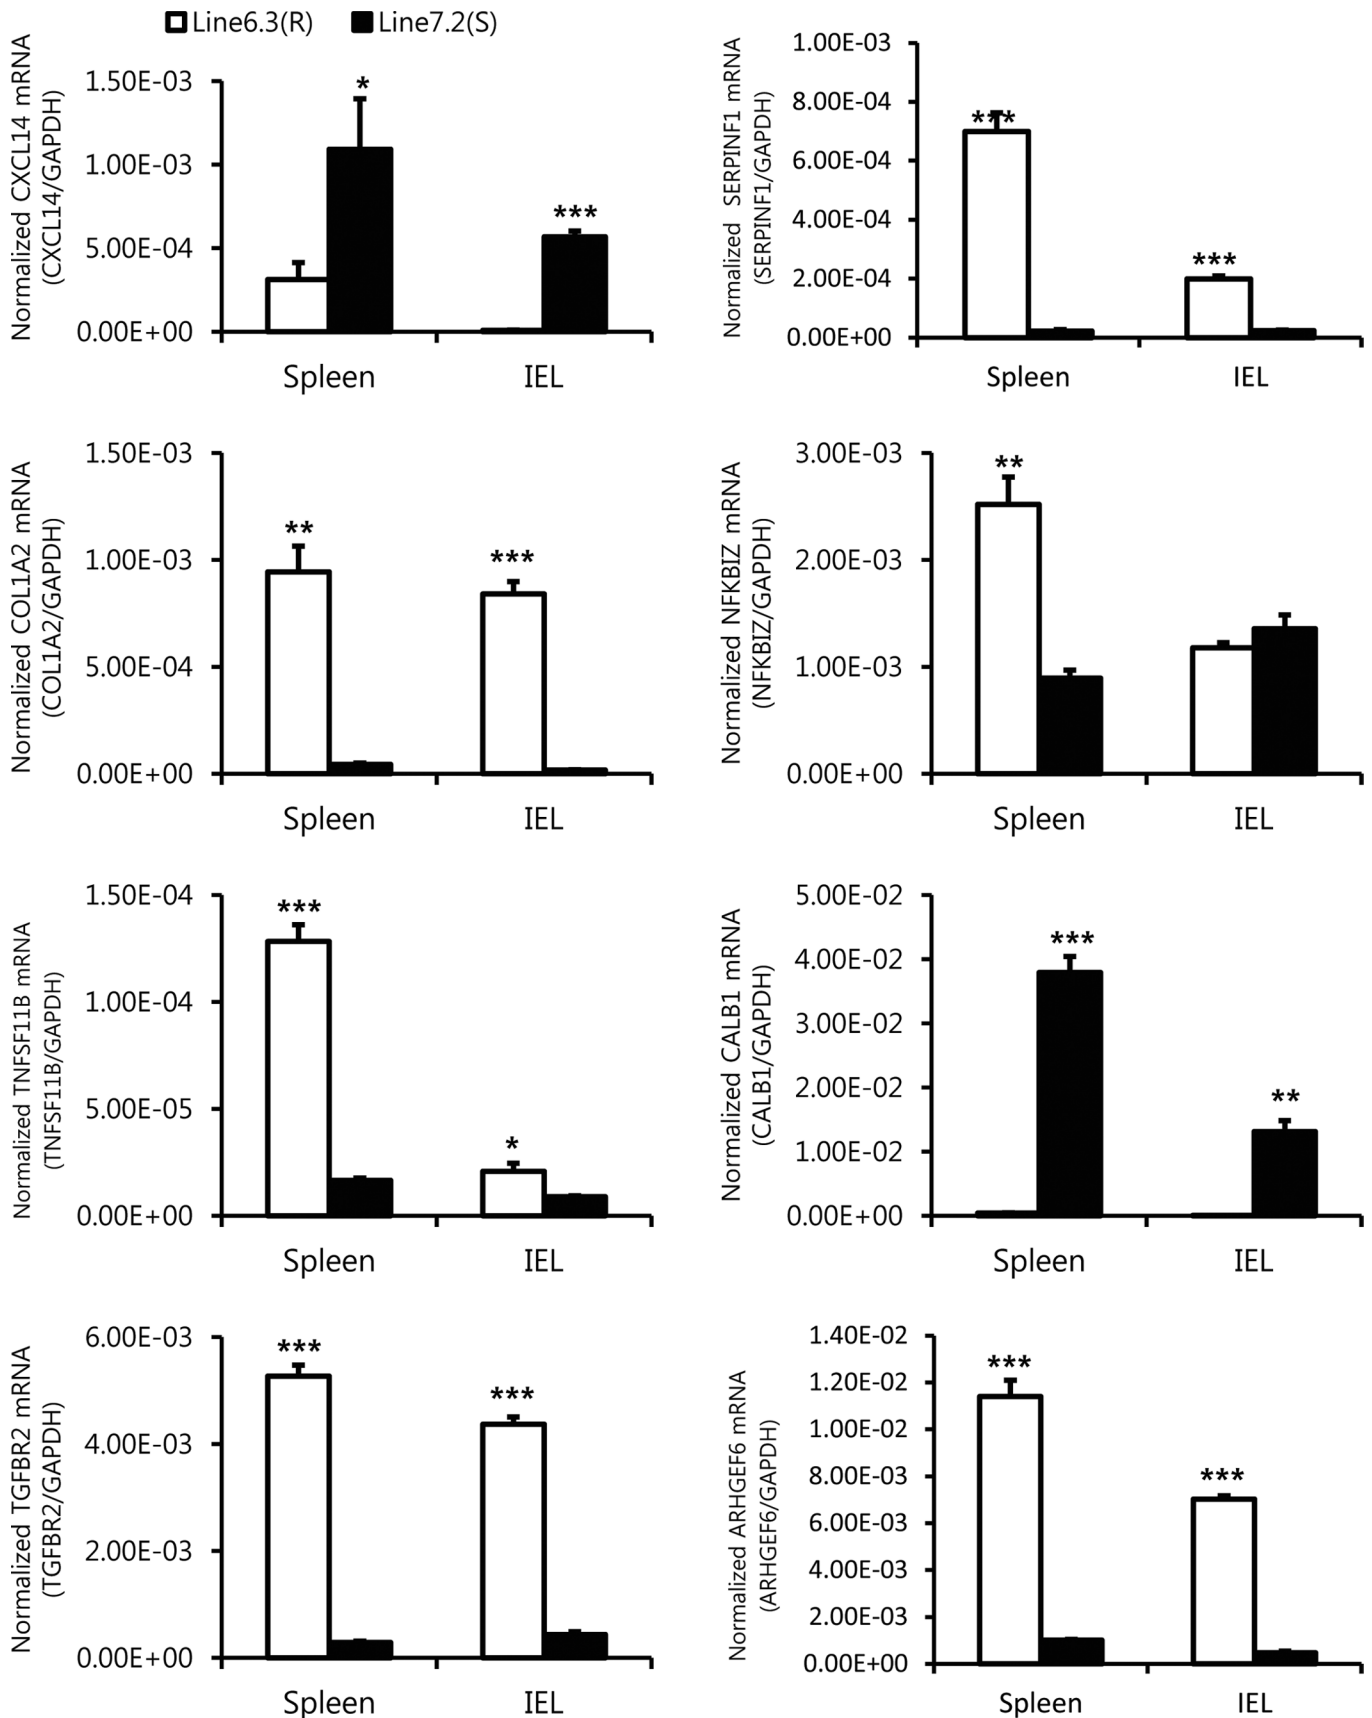 Line6.3(R) Line7.2(S)
Normalized CXCL14 mRNA
(CXCL14/GAPDH)
1.50E-03
1.00E-03
5.00E-04
0.00E+00
*
***
Spleen IEL
Normalized SERPINF1 mRNA
(SERPINF1/GAPDH)
1.00E-03
8.00E-04
6.00E-04
4.00E-04
2.00E-04
0.00E+00
***
***
Spleen IEL
Normalized COL1A2 mRNA
(COL1A2/GAPDH)
1.50E-03
1.00E-03
5.00E-04
0.00E+00
**
***
Spleen IEL
Normalized NFKBIZ mRNA
(NFKBIZ/GAPDH)
3.00E-03
2.00E-03
1.00E-03
0.00E+00
**
Spleen IEL
Normalized TNFSF11B mRNA
(TNFSF11B/GAPDH)
1.50E-04
1.00E-04
5.00E-05
0.00E+00
***
*
Spleen IEL
Normalized CALB1 mRNA
(CALB1/GAPDH)
5.00E-02
4.00E-02
3.00E-02
2.00E-02
1.00E-02
0.00E+00
***
**
Spleen IEL
Normalized TGFBR2 mRNA
(TGFBR2/GAPDH)
6.00E-03
4.00E-03
2.00E-03
0.00E+00
***
***
Spleen IEL
Normalized ARHGEF6 mRNA
(ARHGEF6/GAPDH)
1.40E-02
1.20E-02
1.00E-02
8.00E-03
6.00E-03
4.00E-03
2.00E-03
0.00E+00
***
***
Spleen IEL